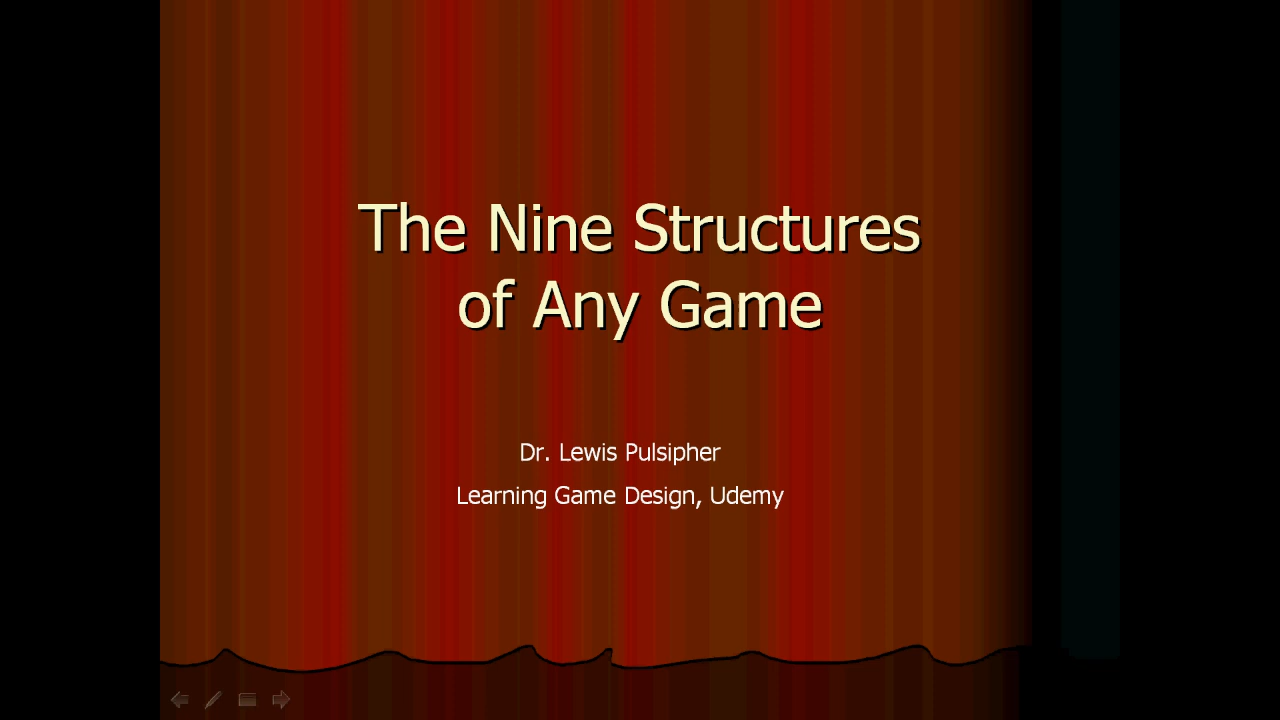 The Nine Structures
of Any Game
Dr. Lewis Pulsipher
Learning Game Design, Udemy